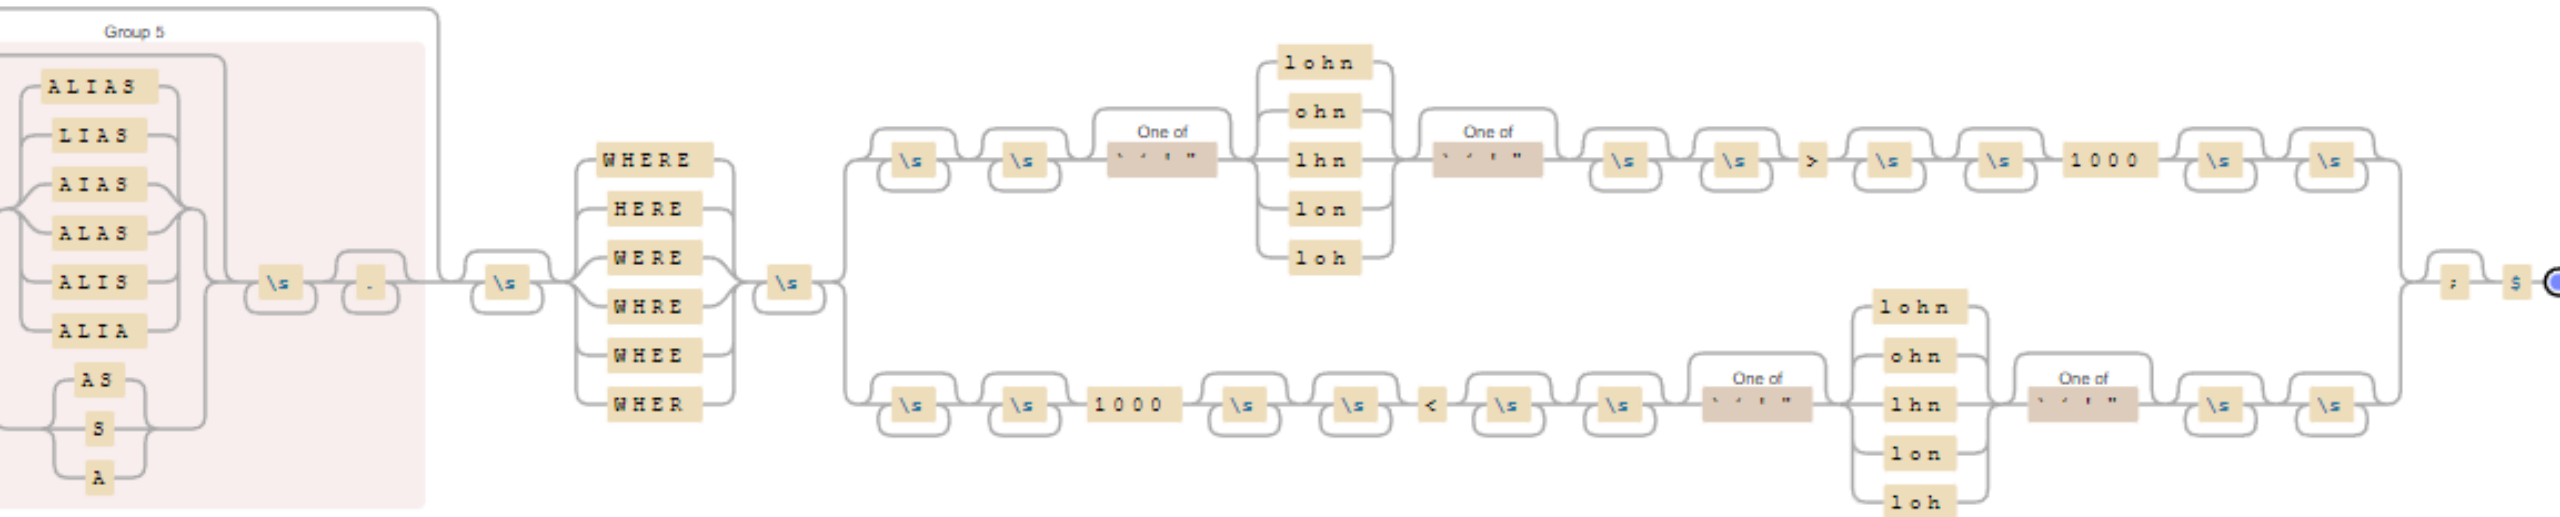 Group 5
ALIAS
LIAS
AIAS
ALAS
ALIS
ALIA
AS
S
A
\s
.
\s
WHERE
HERE
WERE
WHRE
WHEE
WHER
\s
\s \s One of ` ´ ' "
lohn
ohn
lhn
lon
loh
One of ` ´ ' "
\s \s > \s \s 1000 \s \s
\s \s 1000 \s \s < \s \s One of ` ´ ' "
lohn
ohn
lhn
lon
loh
One of ` ´ ' "
\s \s
;
$